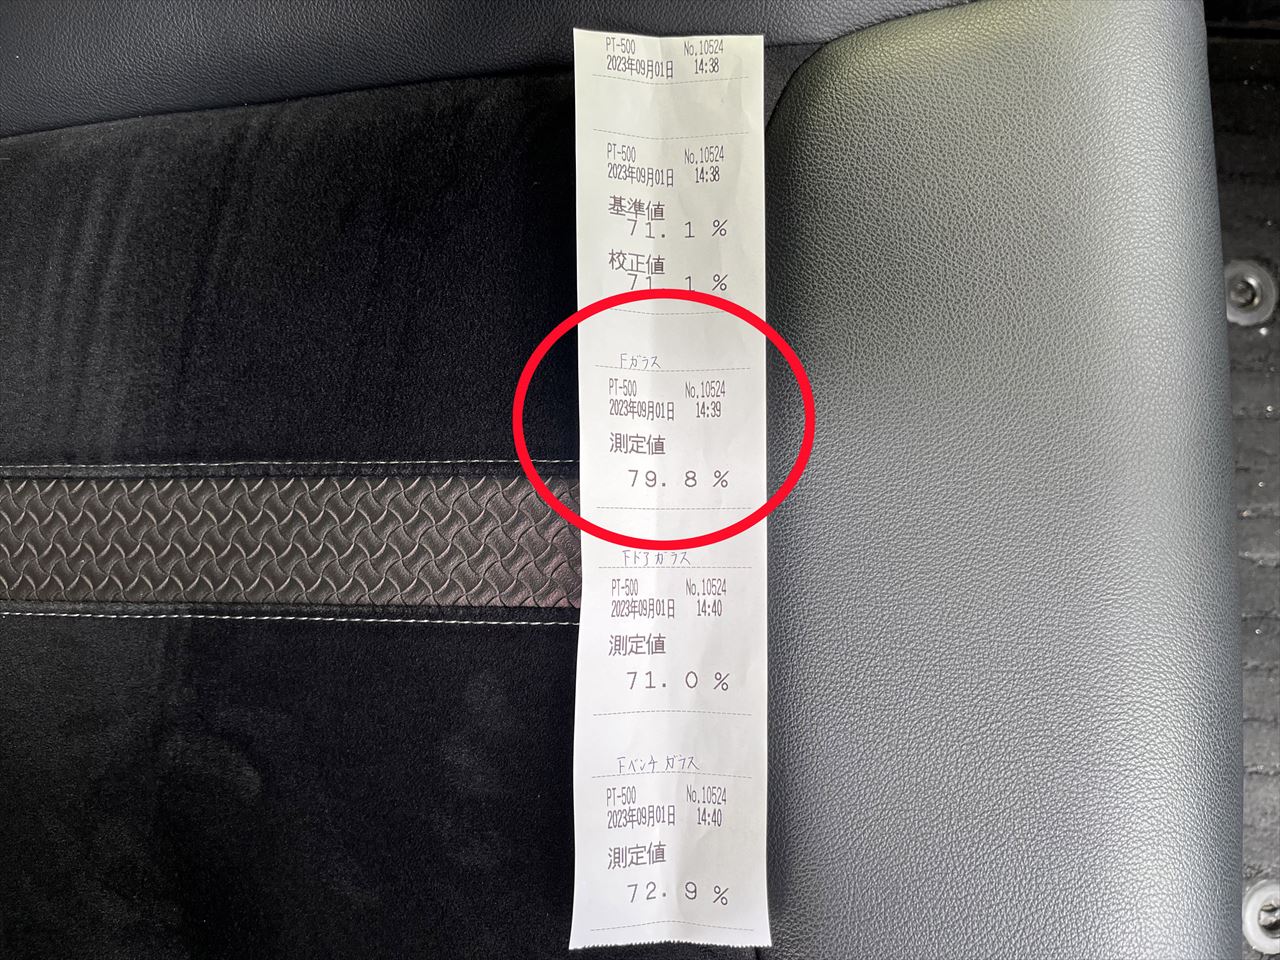 PT-500 No.10524
2023年09月01日 14:38
PT-500 No.10524
2023年09月01日 14:38
基準値
71.1 %
校正値
71.1 %
Fガラス
PT-500 No.10524
2023年09月01日 14:39
測定値
79.8 %
Fドアガラス
PT-500 No.10524
2023年09月01日 14:40
測定値
71.0 %
Fベンチガラス
PT-500 No.10524
2023年09月01日 14:40
測定値
72.9 %